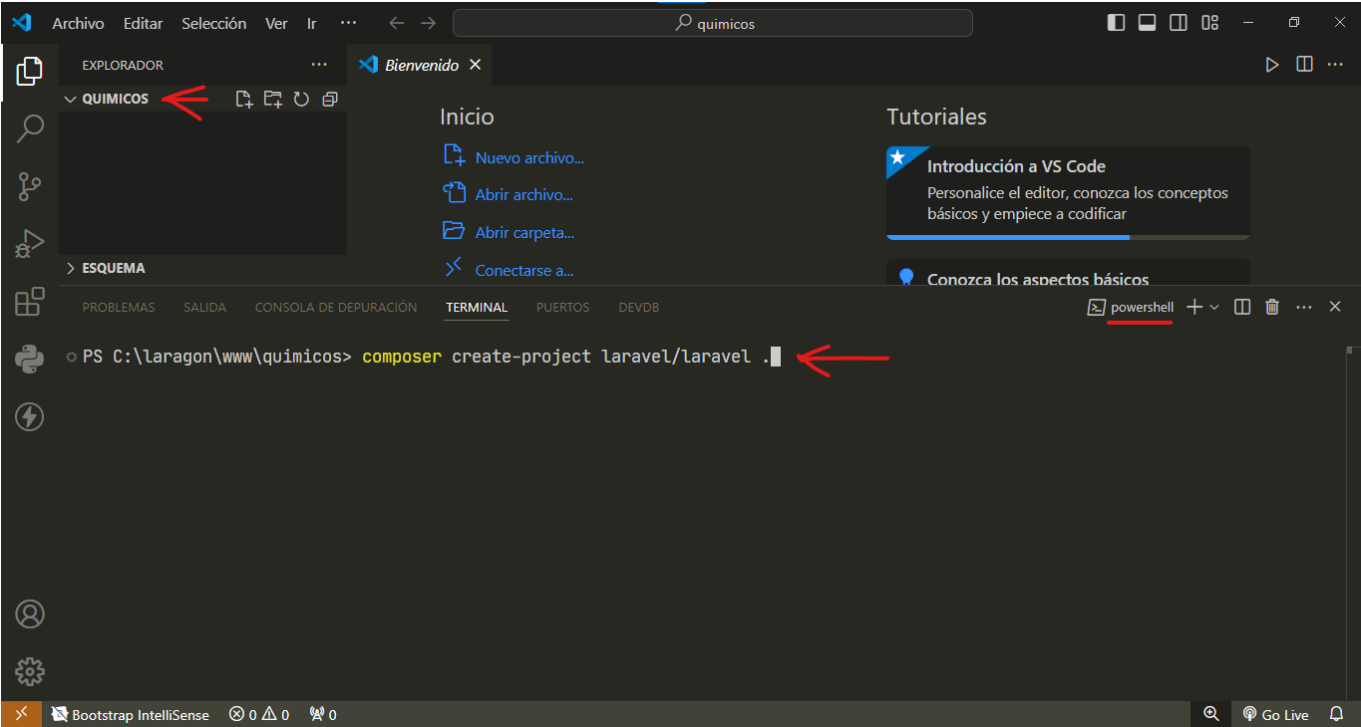 Archivo Editar Selección Ver Ir ··· quimicos
EXPLORADOR ··· Bienvenido
QUIMICOS
Inicio
Nuevo archivo...
Abrir archivo...
Abrir carpeta...
Conectarse a...
Tutoriales
Introducción a VS Code
Personalice el editor, conozca los conceptos
básicos y empiece a codificar
Conozca los aspectos básicos
ESQUEMA
PROBLEMAS SALIDA CONSOLA DE DEPURACIÓN TERMINAL PUERTOS DEVDB powershell
PS C:\laragon\www\quimicos> composer create-project laravel/laravel .
Bootstrap IntelliSense 0 0 0 Go Live